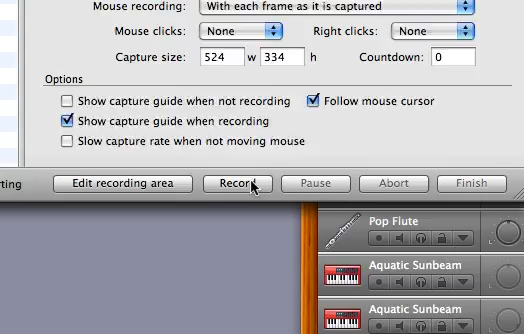 Mouse recording: With each frame as it is captured
Mouse clicks: None Right clicks: None
Capture size: 524 w 334 h Countdown: 0
Options
Show capture guide when not recording Follow mouse cursor
Show capture guide when recording
Slow capture rate when not moving mouse
rting Edit recording area Record Pause Abort Finish
Pop Flute
Aquatic Sunbeam
Aquatic Sunbeam